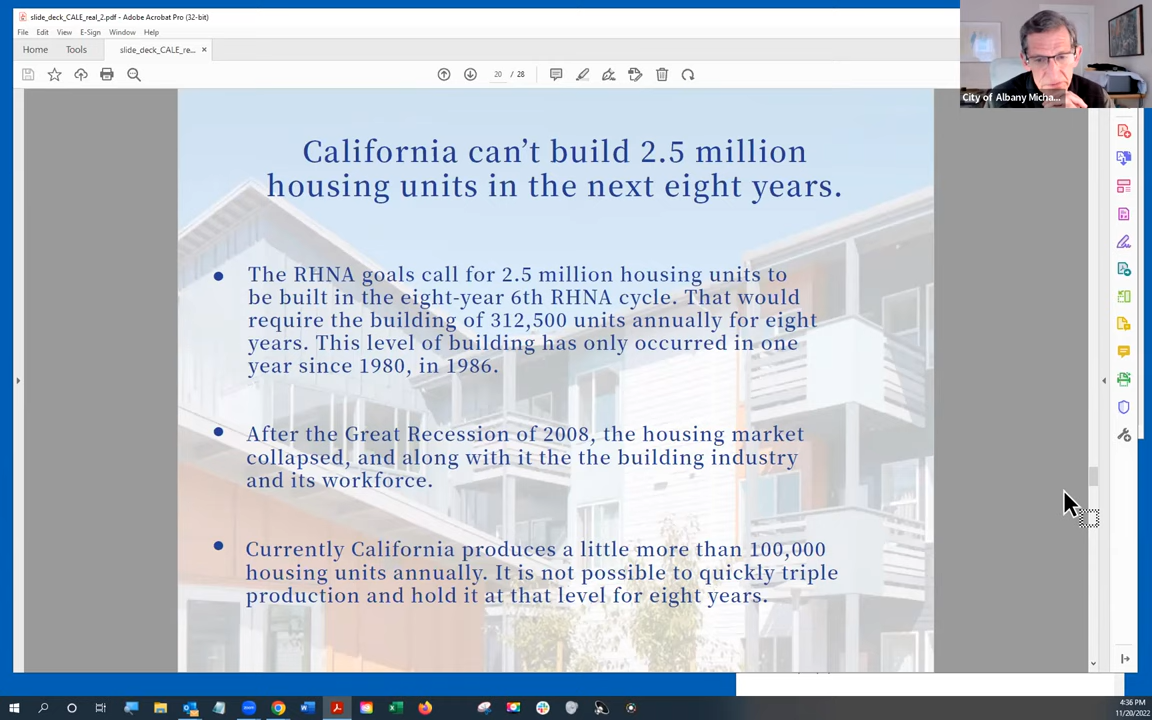 slide_deck_CALE_real_2.pdf - Adobe Acrobat Pro (32-bit)
File Edit View E-Sign Window Help
Home Tools slide_deck_CALE_re... ×
20 / 28
City of Albany Micha...
California can’t build 2.5 million
housing units in the next eight years.
The RHNA goals call for 2.5 million housing units to
be built in the eight-year 6th RHNA cycle. That would
require the building of 312,500 units annually for eight
years. This level of building has only occurred in one
year since 1980, in 1986.
After the Great Recession of 2008, the housing market
collapsed, and along with it the the building industry
and its workforce.
Currently California produces a little more than 100,000
housing units annually. It is not possible to quickly triple
production and hold it at that level for eight years.
4:36 PM
11/20/2022